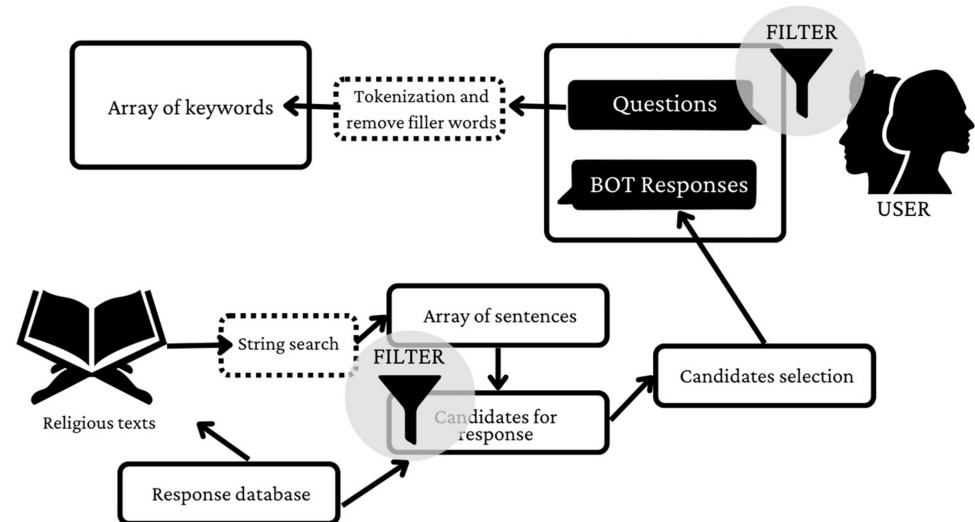 FILTER
Array of keywords
Tokenization and
remove filler words
Questions
BOT Responses
USER
Array of sentences
String search
FILTER
Candidates selection
Candidates for
response
Religious texts
Response database